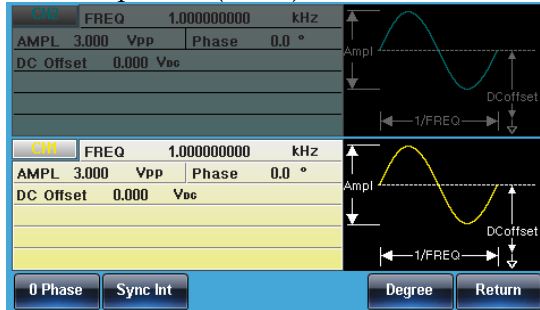 CH2 FREQ 1.000000000 kHz
AMPL 3.000 Vpp Phase 0.0 °
DC Offset 0.000 VDC
Ampl
DCoffset
1/FREQ
CH1 FREQ 1.000000000 kHz
AMPL 3.000 Vpp Phase 0.0 °
DC Offset 0.000 VDC
Ampl
DCoffset
1/FREQ
0 Phase Sync Int Degree Return